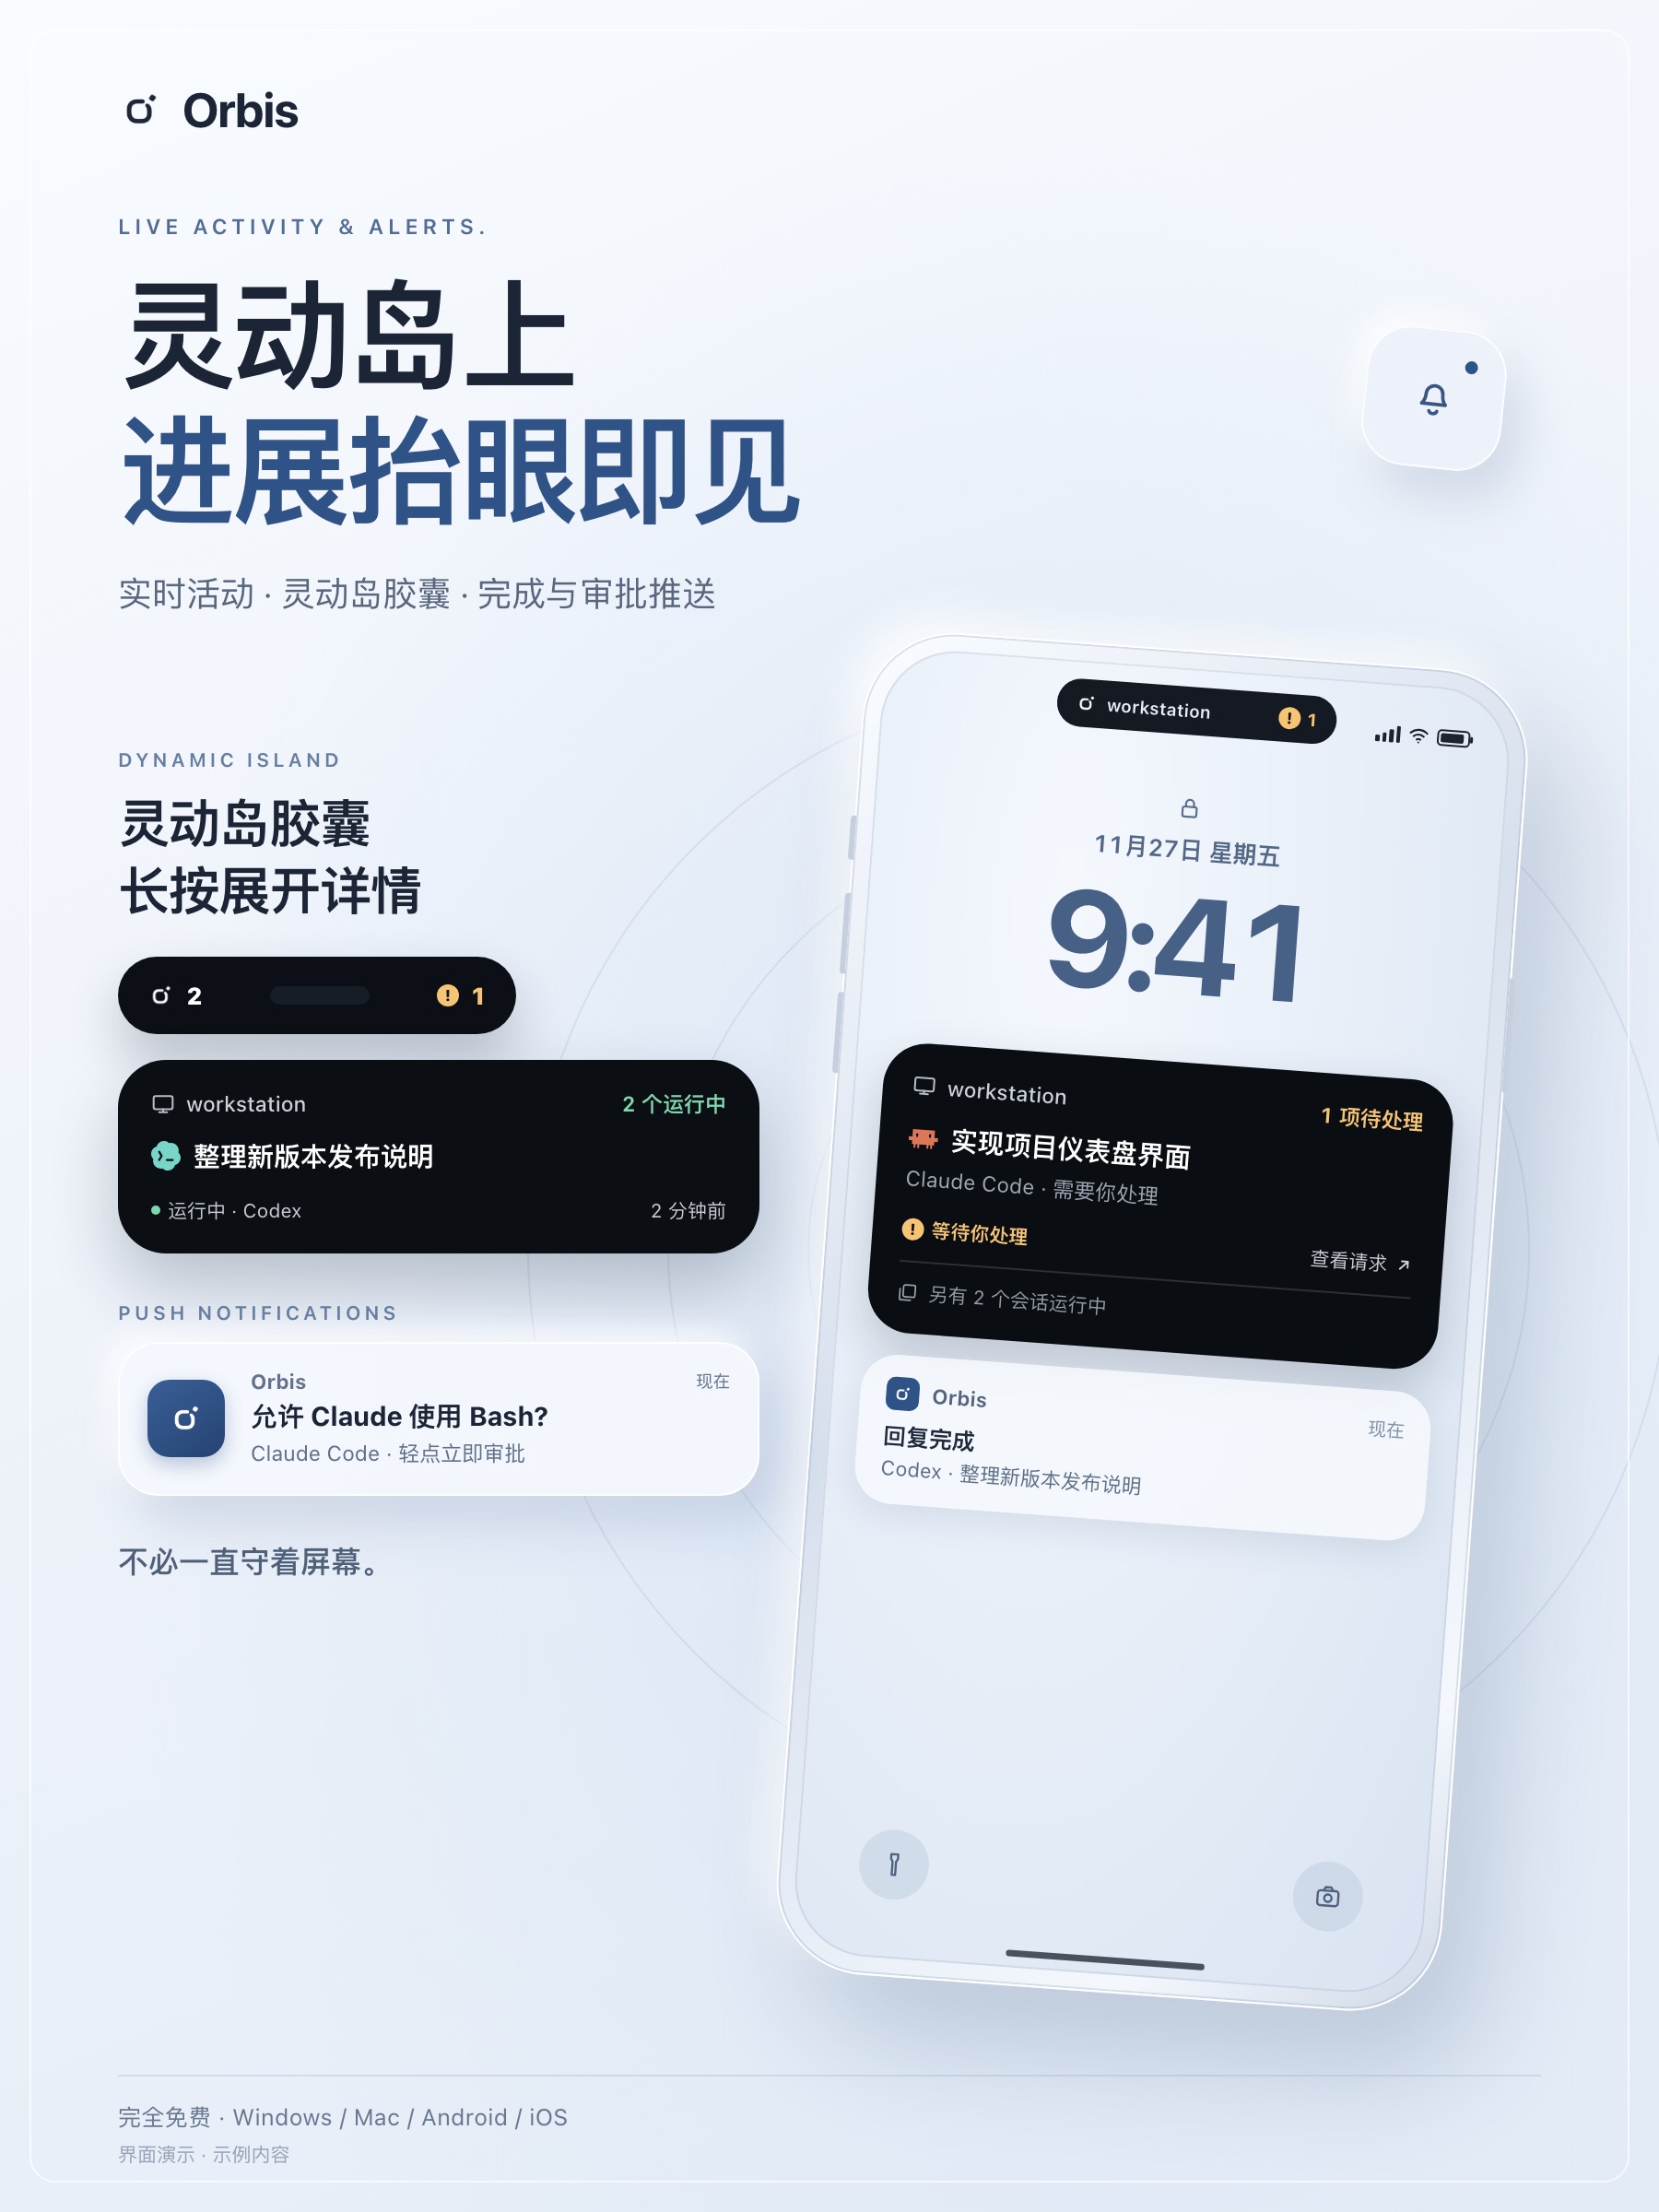 Orbis
LIVE ACTIVITY & ALERTS.
灵动岛上
进展抬眼即见
实时活动 · 灵动岛胶囊 · 完成与审批推送
DYNAMIC ISLAND
灵动岛胶囊
长按展开详情
2 ! 1
workstation 2 个运行中
整理新版本发布说明
运行中 · Codex 2 分钟前
PUSH NOTIFICATIONS
Orbis 现在
允许 Claude 使用 Bash?
Claude Code · 轻点立即审批
不必一直守着屏幕。
workstation ! 1
11月27日 星期五
9:41
workstation 1 项待处理
实现项目仪表盘界面
Claude Code · 需要你处理
! 等待你处理 查看请求
另有 2 个会话运行中
Orbis 现在
回复完成
Codex · 整理新版本发布说明
完全免费 · Windows / Mac / Android / iOS
界面演示 · 示例内容